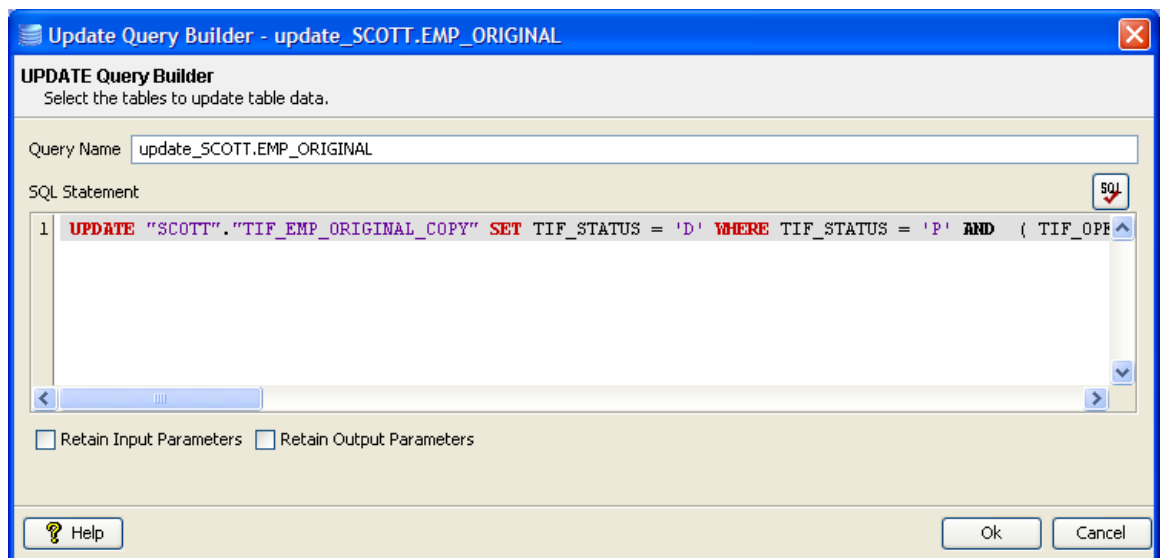 Update Query Builder - update_SCOTT.EMP_ORIGINAL
UPDATE Query Builder
Select the tables to update table data.
Query Name update_SCOTT.EMP_ORIGINAL
SQL Statement
SQL
1 UPDATE "SCOTT"."TIF_EMP_ORIGINAL_COPY" SET TIF_STATUS = 'D' WHERE TIF_STATUS = 'P' AND ( TIF_OPE
Retain Input Parameters Retain Output Parameters
Help Ok Cancel